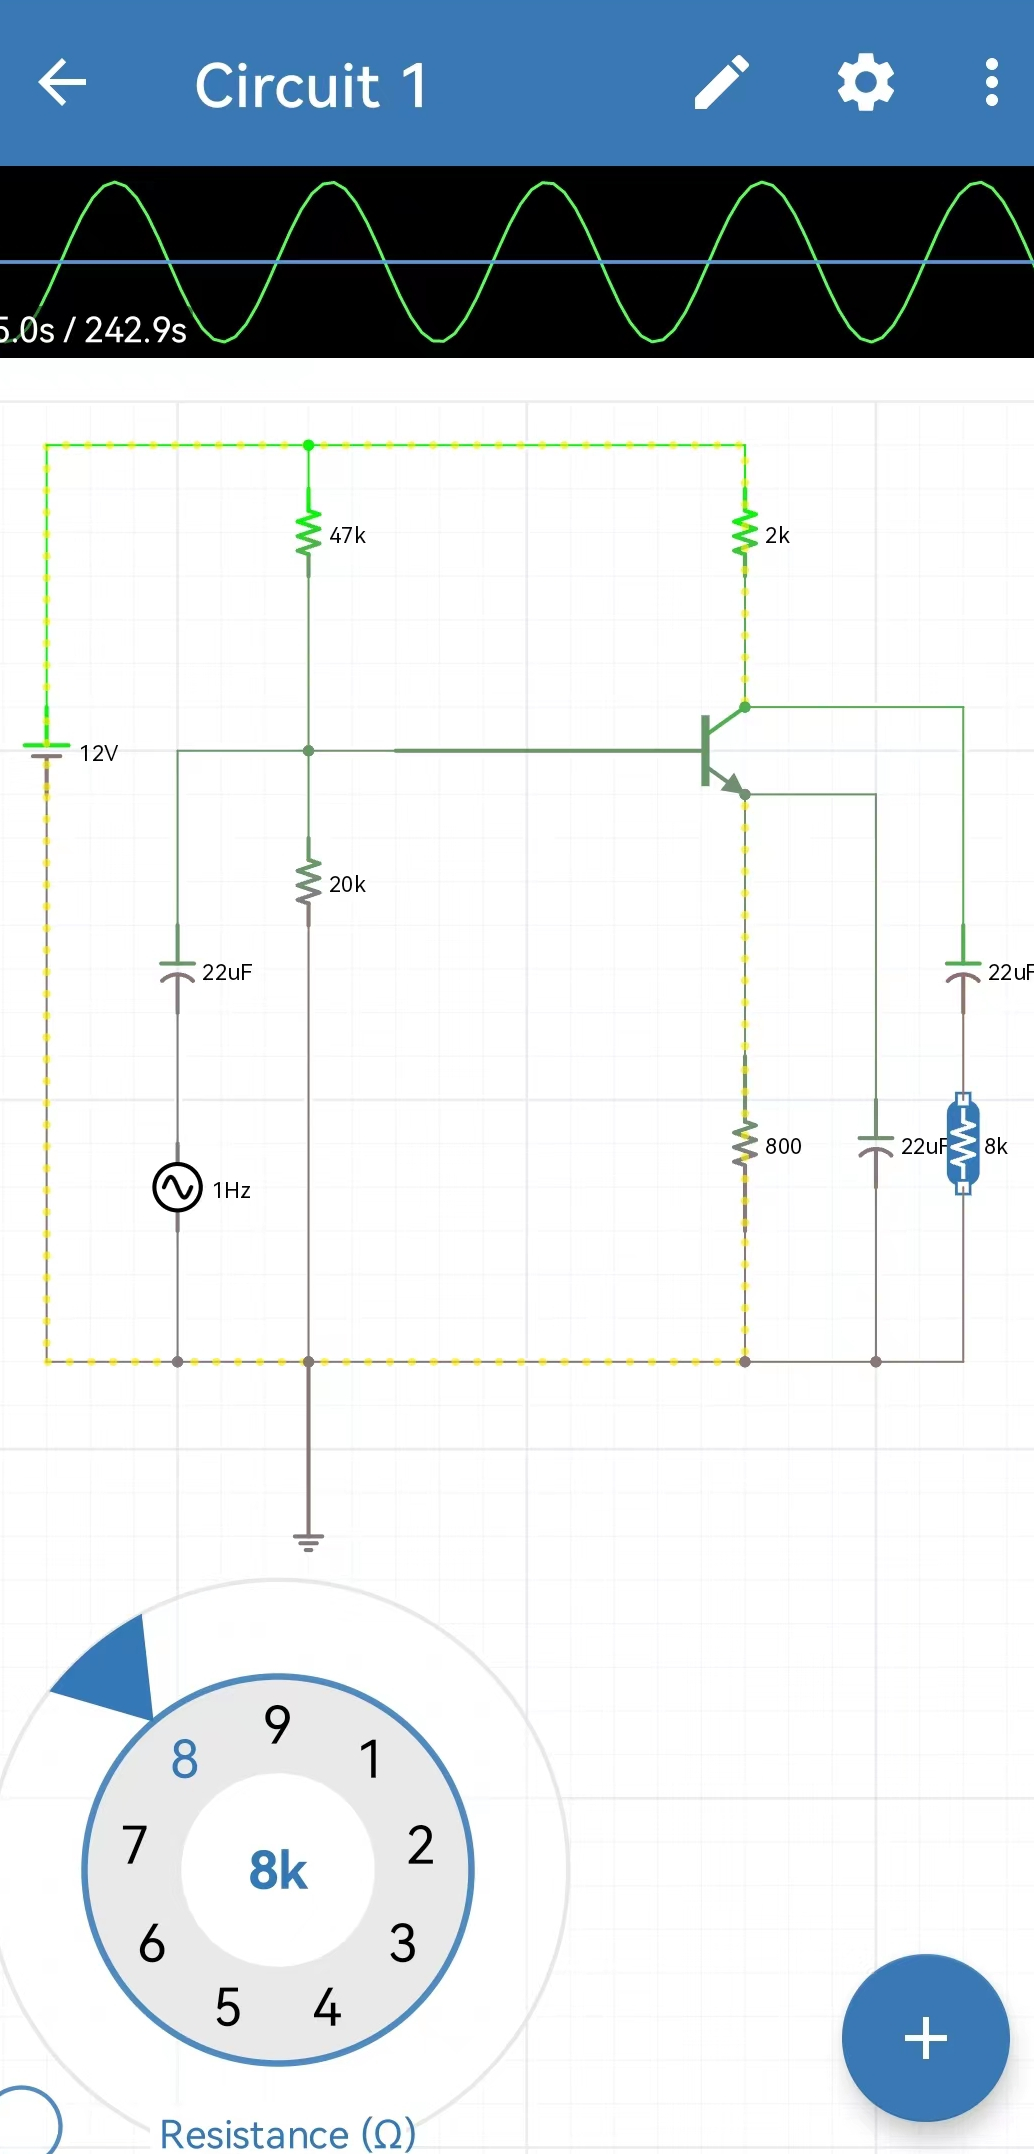 Circuit 1
5.0s / 242.9s
47k
2k
12V
20k
22uF
22uF
1Hz
800
22uF
8k
9
8
1
7
2
8k
6
3
5
4
Resistance (Ω)